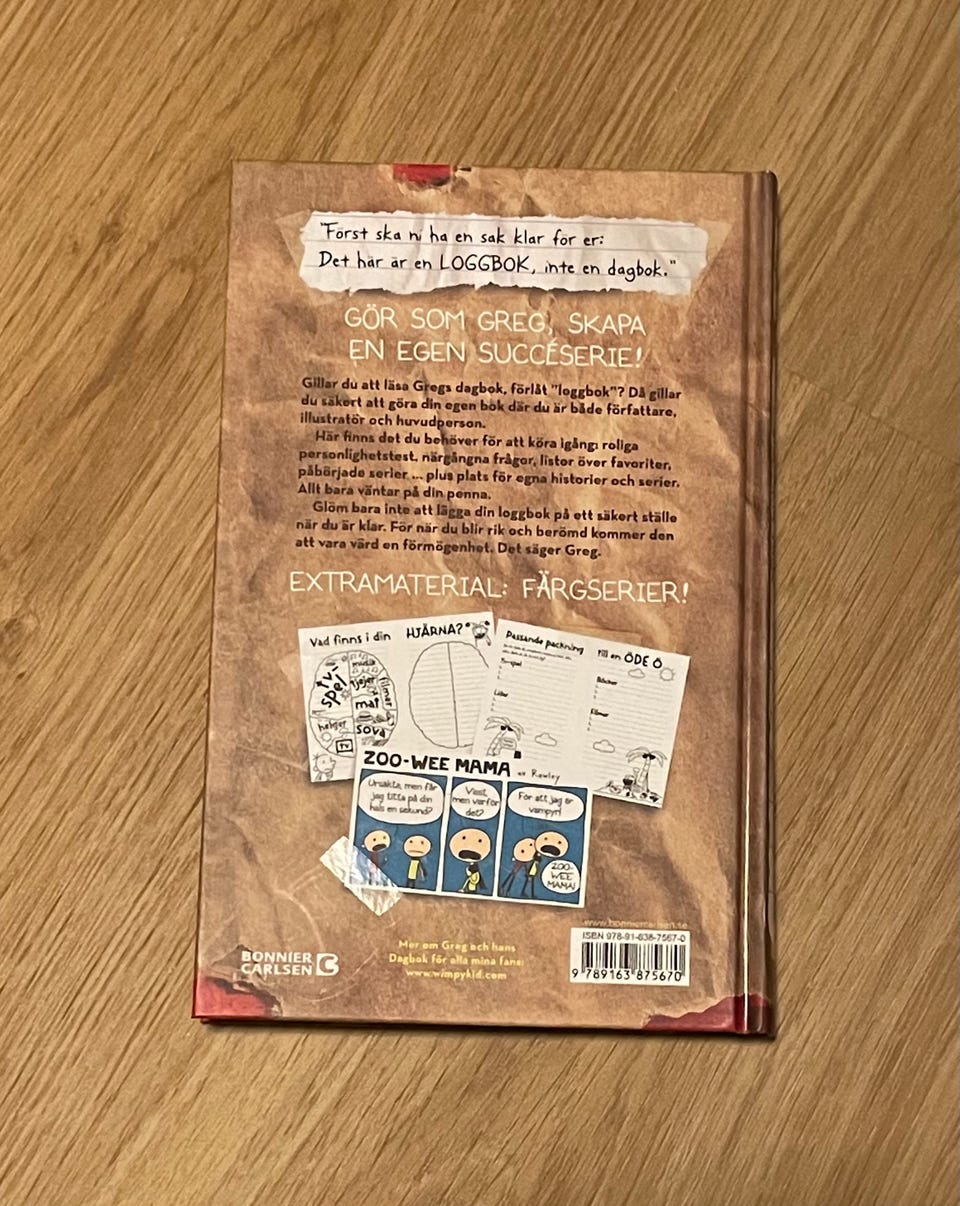 "Först ska ni ha en sak klar för er:
Det här är en LOGGBOK, inte en dagbok."
GÖR SOM GREG, SKAPA
EN EGEN SUCCÉSERIE!
Gillar du att läsa Gregs dagbok, förlåt "loggbok"? Då gillar
du säkert att göra din egen bok där du är både författare,
illustratör och huvudperson.
Här finns det du behöver för att köra igång: roliga
personlighetstest, närgångna frågor, listor över favoriter,
påbörjade serier ... plus plats för egna historier och serier.
Allt bara väntar på din penna.
Glöm bara inte att lägga din loggbok på ett säkert ställe
när du är klar. För när du blir rik och berömd kommer den
att vara värd en förmögenhet. Det säger Greg.
EXTRAMATERIAL: FÄRGSERIER!
Vad finns i din HJÄRNA?
tv-
spel
musik
tjejer
filmer
mat
helger
sova
TV
Passande packning till en ÖDE Ö
Tv-spel
Böcker
Låtar
Filmer
ZOO-WEE MAMA av Rowley
Ursäkta, men får
jag titta på din
hals en sekund?
Visst,
men varför
det?
För att jag är
vampyr!
ZOO-
WEE
MAMA!
www.bonniercarlsen.se
ISBN 978-91-638-7567-0
9 789163 875670
BONNIER
CARLSEN
Mer om Greg och hans
Dagbok för alla mina fans:
www.wimpykid.com